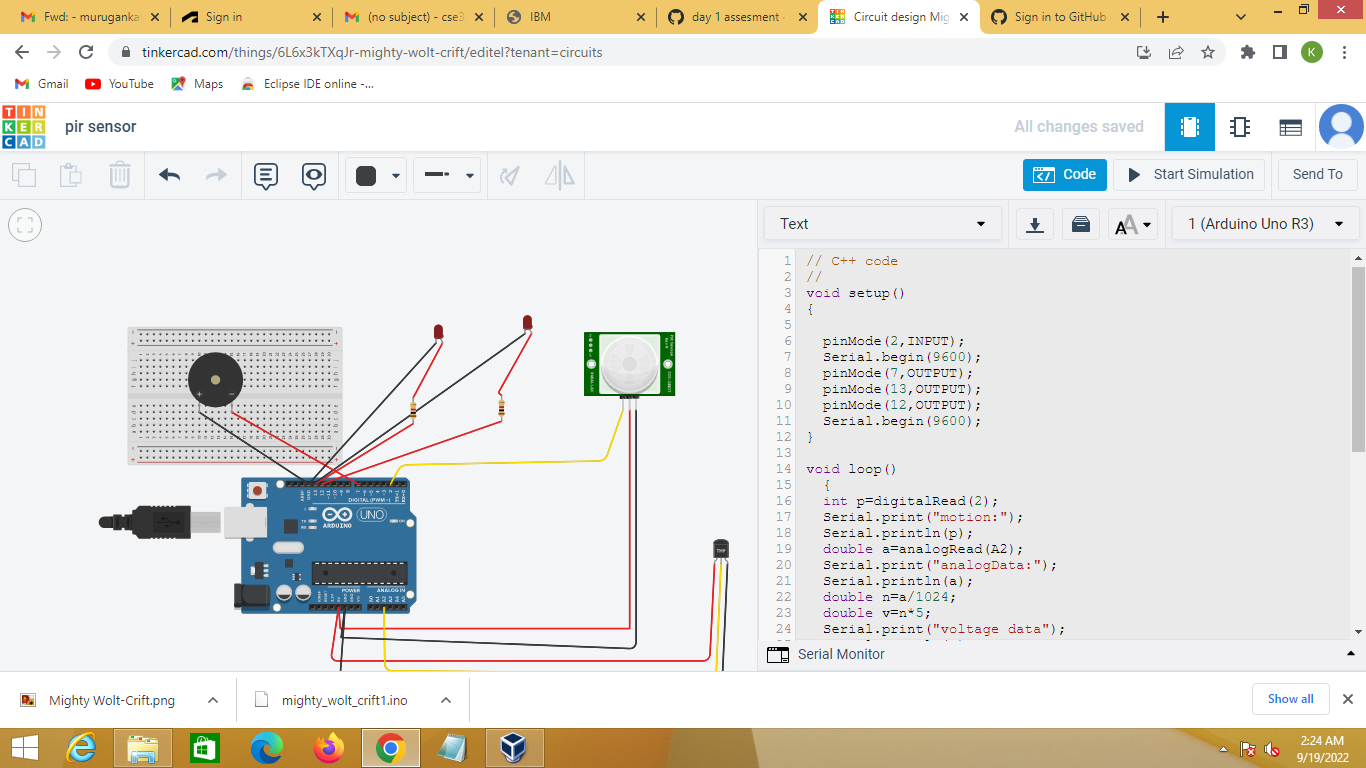 Fwd: - muruganka
Sign in
(no subject) - cse3
IBM
day 1 assesment
Circuit design Mig
Sign in to GitHub
tinkercad.com/things/6L6x3kTXqJr-mighty-wolt-crift/editel?tenant=circuits
K
Gmail
YouTube
Maps
Eclipse IDE online -...
TIN
KER
CAD
pir sensor
All changes saved
Code
Start Simulation
Send To
Text
AA
1 (Arduino Uno R3)
1 // C++ code
2 //
3 void setup()
4 {
5
6 pinMode(2,INPUT);
7 Serial.begin(9600);
8 pinMode(7,OUTPUT);
9 pinMode(13,OUTPUT);
10 pinMode(12,OUTPUT);
11 Serial.begin(9600);
12 }
13
14 void loop()
15 {
16 int p=digitalRead(2);
17 Serial.print("motion:");
18 Serial.println(p);
19 double a=analogRead(A2);
20 Serial.print("analogData:");
21 Serial.println(a);
22 double n=a/1024;
23 double v=n*5;
24 Serial.print("voltage data");
DIGITAL (PWM~)
UNO
ARDUINO
TX
RX
ON
POWER
ANALOG IN
TMP
Serial Monitor
Mighty Wolt-Crift.png
mighty_wolt_crift1.ino
Show all
2:24 AM
9/19/2022